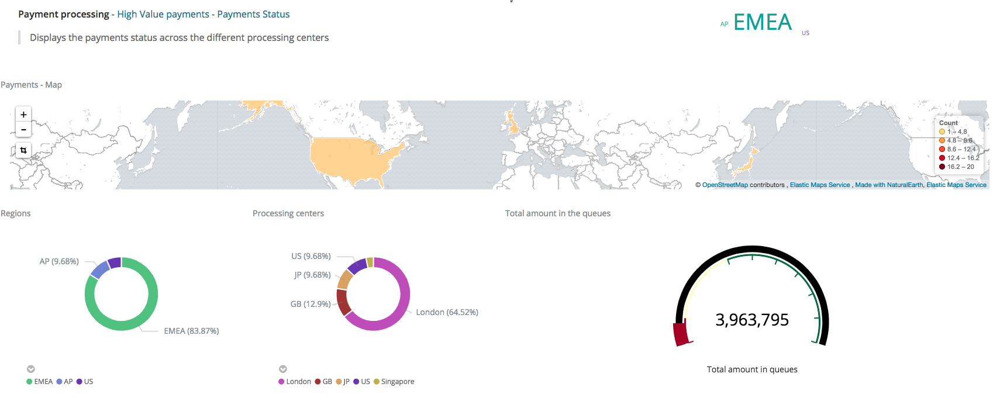 Payment processing - High Value payments - Payments Status
Displays the payments status across the different processing centers
AP EMEA US
Payments - Map
+
−
Count
1 – 4.8
4.8 – 8.6
8.6 – 12.4
12.4 – 16.2
16.2 – 20
© OpenStreetMap contributors , Elastic Maps Service , Made with NaturalEarth, Elastic Maps Service
Regions
AP (9.68%)
EMEA (83.87%)
EMEA AP US
Processing centers
US (9.68%)
JP (9.68%)
GB (12.9%)
London (64.52%)
London GB JP US Singapore
Total amount in the queues
3,963,795
Total amount in queues